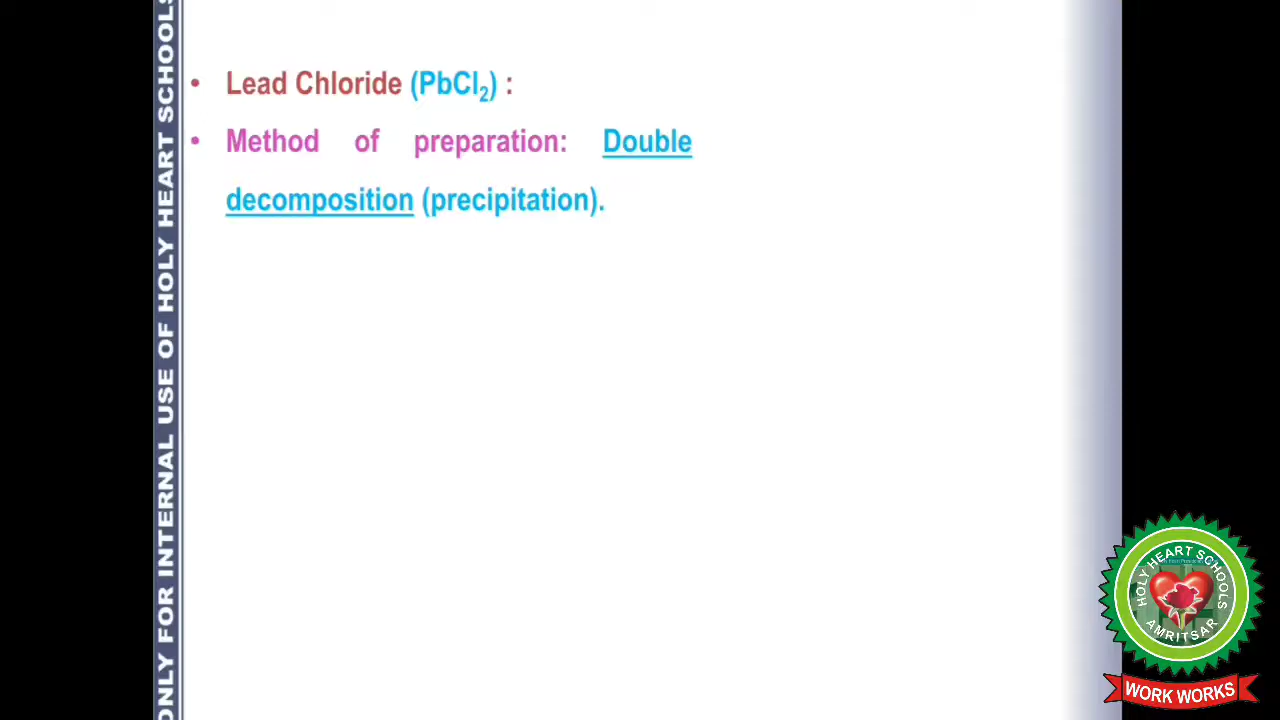 • Lead Chloride (PbCl₂) :
• Method of preparation: Double
decomposition (precipitation).
ONLY FOR INTERNAL USE OF HOLY HEART SCHOOLS
HOLY HEART SCHOOLS
AMRITSAR
WORK WORKS